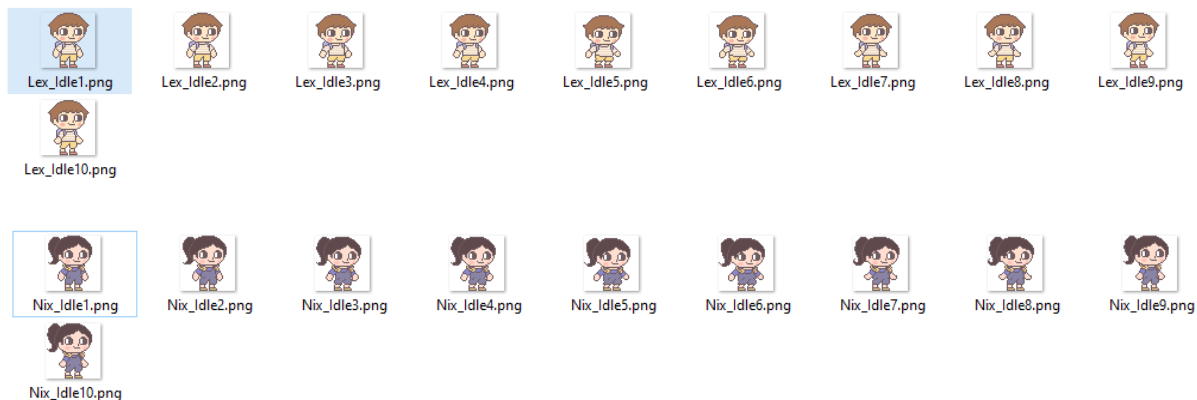 Lex_Idle1.png Lex_Idle2.png Lex_Idle3.png Lex_Idle4.png Lex_Idle5.png Lex_Idle6.png Lex_Idle7.png Lex_Idle8.png Lex_Idle9.png
Lex_Idle10.png
Nix_Idle1.png Nix_Idle2.png Nix_Idle3.png Nix_Idle4.png Nix_Idle5.png Nix_Idle6.png Nix_Idle7.png Nix_Idle8.png Nix_Idle9.png
Nix_Idle10.png